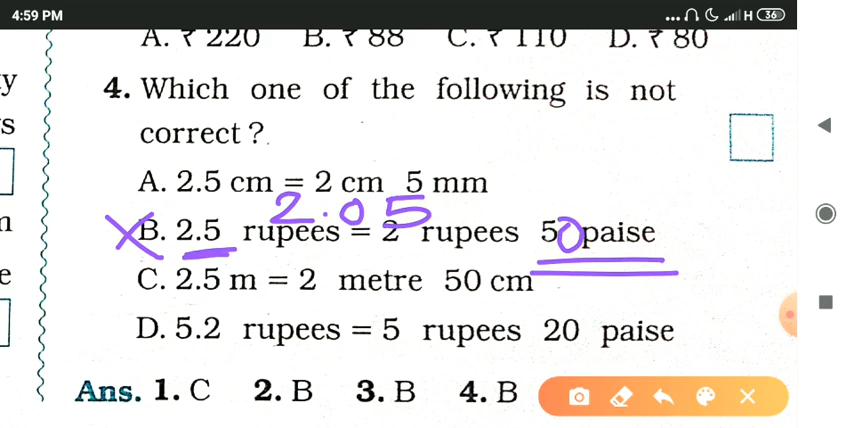 4:59 PM ... H 36
A. ₹ 220 B. ₹ 88 C. ₹ 110 D. ₹ 80
y
4. Which one of the following is not
s
correct ?
A. 2.5 cm = 2 cm 5 mm
2.05
n
X B. 2.5 rupees = 2 rupees 50 paise
e
C. 2.5 m = 2 metre 50 cm
D. 5.2 rupees = 5 rupees 20 paise
Ans. 1. C 2. B 3. B 4. B